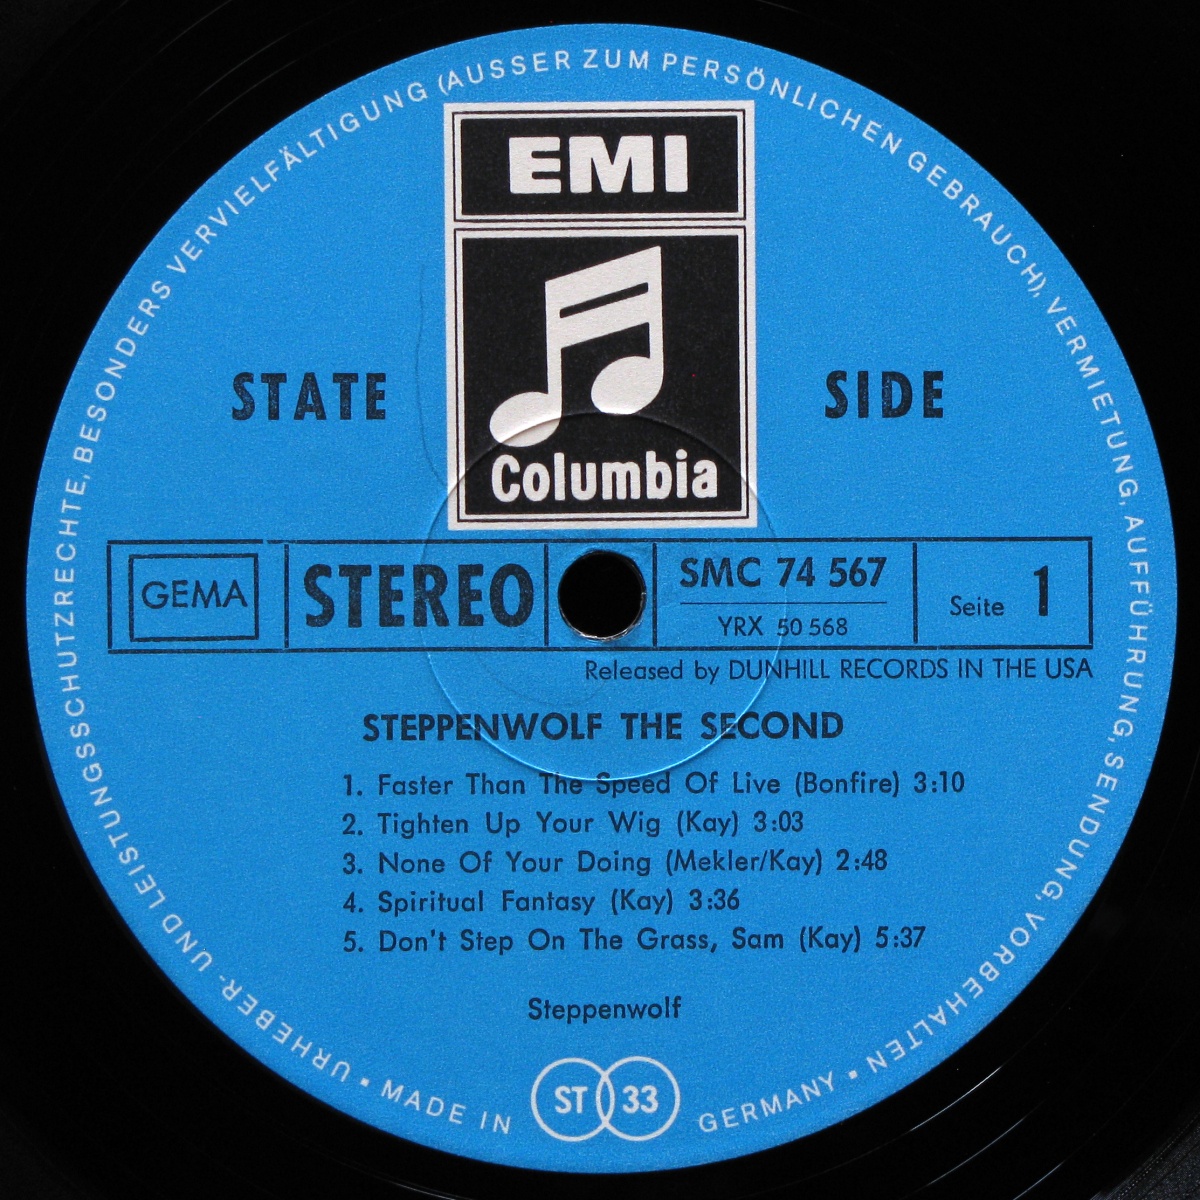 URHEBER- UND LEISTUNGSSCHUTZRECHTE, BESONDERS VERVIELFÄLTIGUNG (AUSSER ZUM PERSÖNLICHEN GEBRAUCH), VERMIETUNG, AUFFÜHRUNG, SENDUNG, VORBEHALTEN
EMI
Columbia
STATE SIDE
GEMA STEREO SMC 74 567 Seite 1
YRX 50 568
Released by DUNHILL RECORDS IN THE USA
STEPPENWOLF THE SECOND
1. Faster Than The Speed Of Live (Bonfire) 3:10
2. Tighten Up Your Wig (Kay) 3:03
3. None Of Your Doing (Mekler/Kay) 2:48
4. Spiritual Fantasy (Kay) 3:36
5. Don't Step On The Grass, Sam (Kay) 5:37
Steppenwolf
• MADE IN ST 33 GERMANY •